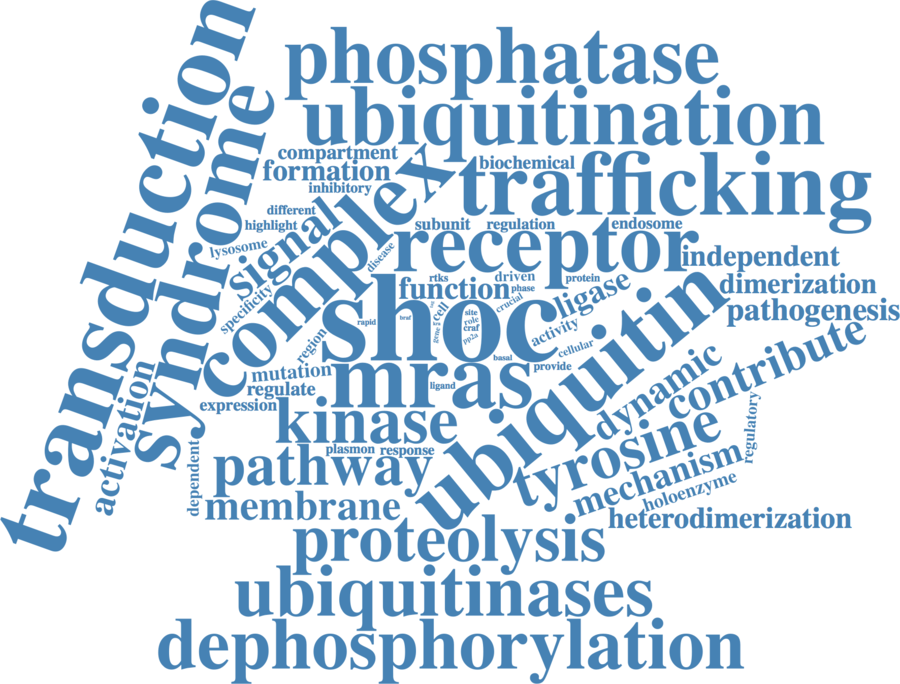 transduction
syndrome
phosphatase
ubiquitination
compartment
formation
inhibitory
biochemical
trafficking
complex
different
highlight
signal
lysosome
specificity
disease
subunit
regulation
endosome
receptor
independent
dimerization
pathogenesis
rtks
driven
protein
function
phase
crucial
ligase
cell
site
role
craf
pp2a
gene
rapid
braf
shoc
activity
cellular
basal
provide
region
mutation
regulate
expression
mras
ligand
ubiquitin
dynamic
contribute
activation
kinase
plasmon
response
pathway
dependent
membrane
tyrosine
mechanism
regulatory
holoenzyme
heterodimerization
proteolysis
ubiquitinases
dephosphorylation